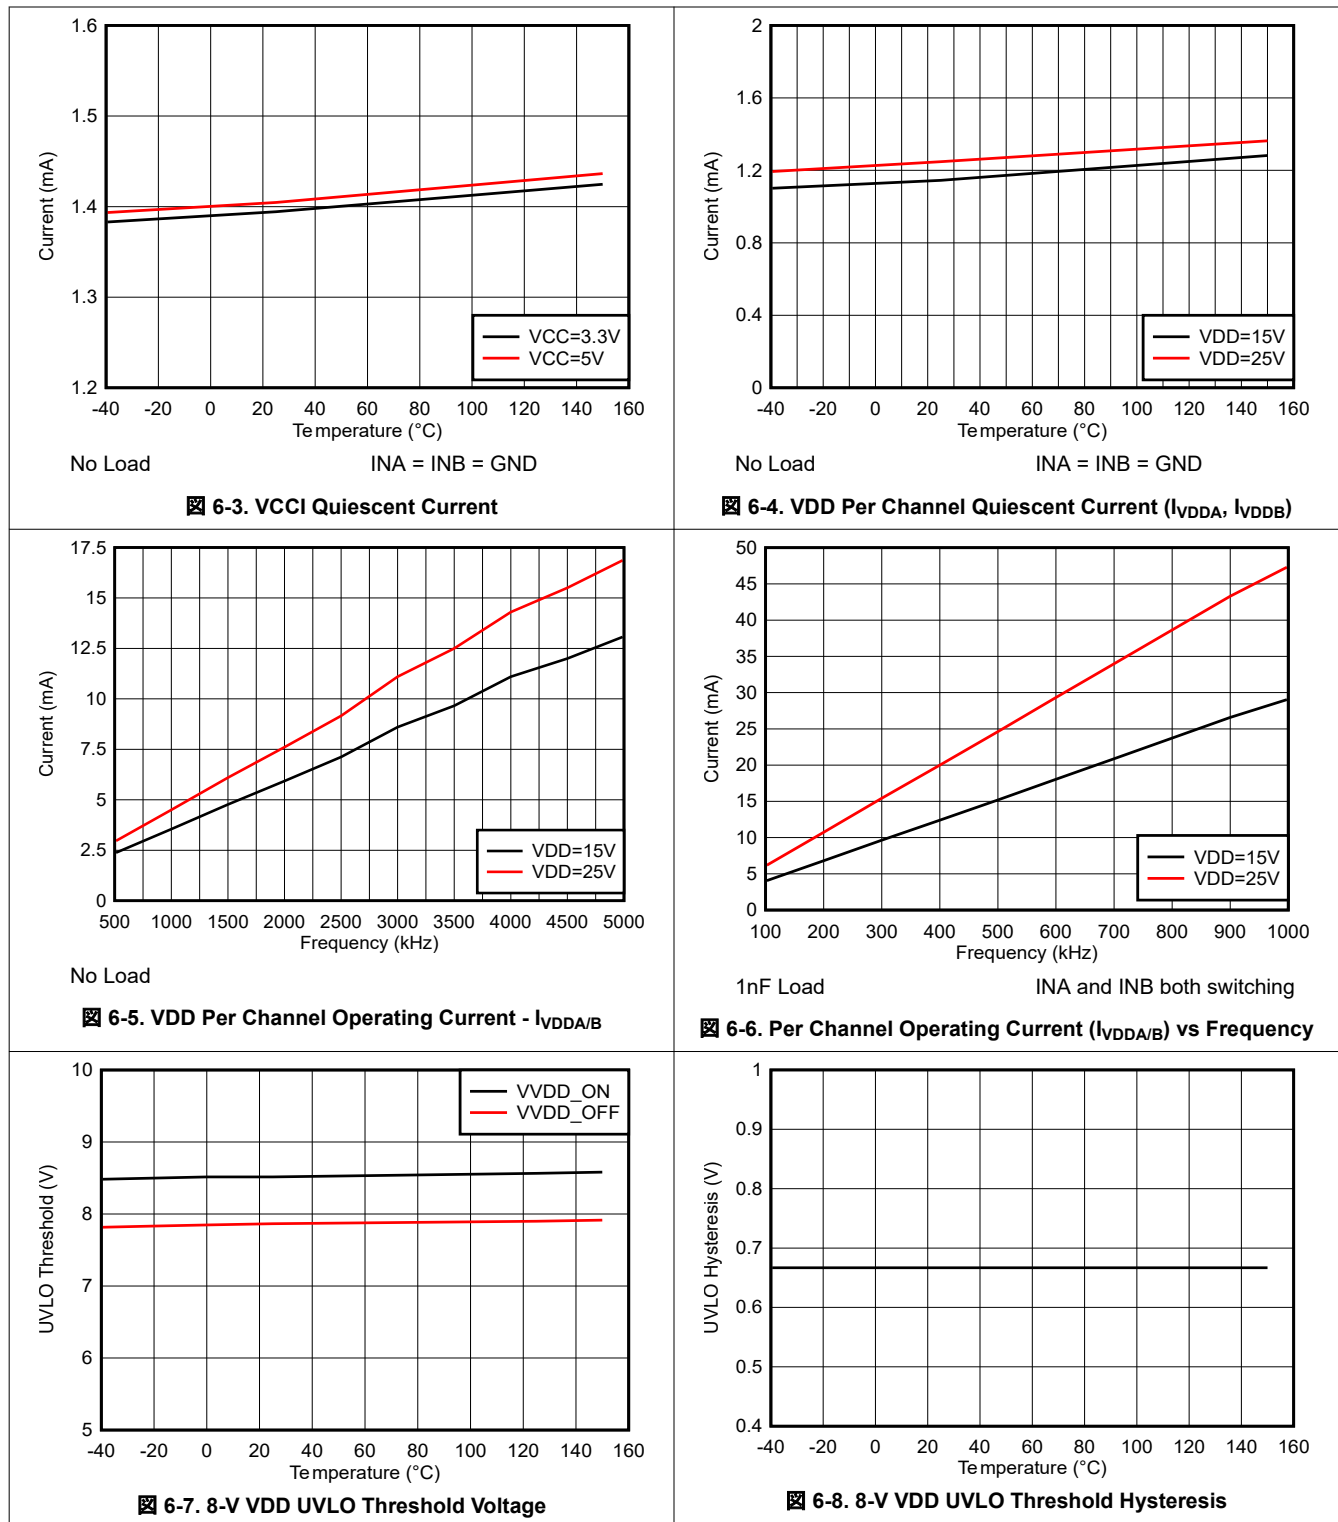 1.6
1.5
1.4
1.3
1.2
Current (mA)
VCC=3.3V
VCC=5V
-40 -20 0 20 40 60 80 100 120 140 160
Temperature (°C)
No Load INA = INB = GND
図 6-3. VCCI Quiescent Current
2
1.6
1.2
0.8
0.4
0
Current (mA)
VDD=15V
VDD=25V
-40 -20 0 20 40 60 80 100 120 140 160
Temperature (°C)
No Load INA = INB = GND
図 6-4. VDD Per Channel Quiescent Current (IVDDA, IVDDB)
17.5
15
12.5
10
7.5
5
2.5
0
Current (mA)
VDD=15V
VDD=25V
500 1000 1500 2000 2500 3000 3500 4000 4500 5000
Frequency (kHz)
No Load
図 6-5. VDD Per Channel Operating Current - IVDDA/B
50
45
40
35
30
25
20
15
10
5
0
Current (mA)
VDD=15V
VDD=25V
100 200 300 400 500 600 700 800 900 1000
Frequency (kHz)
1nF Load INA and INB both switching
図 6-6. Per Channel Operating Current (IVDDA/B) vs Frequency
10
9
8
7
6
5
UVLO Threshold (V)
VVDD_ON
VVDD_OFF
-40 -20 0 20 40 60 80 100 120 140 160
Temperature (°C)
図 6-7. 8-V VDD UVLO Threshold Voltage
1
0.9
0.8
0.7
0.6
0.5
0.4
UVLO Hysteresis (V)
-40 -20 0 20 40 60 80 100 120 140 160
Temperature (°C)
図 6-8. 8-V VDD UVLO Threshold Hysteresis